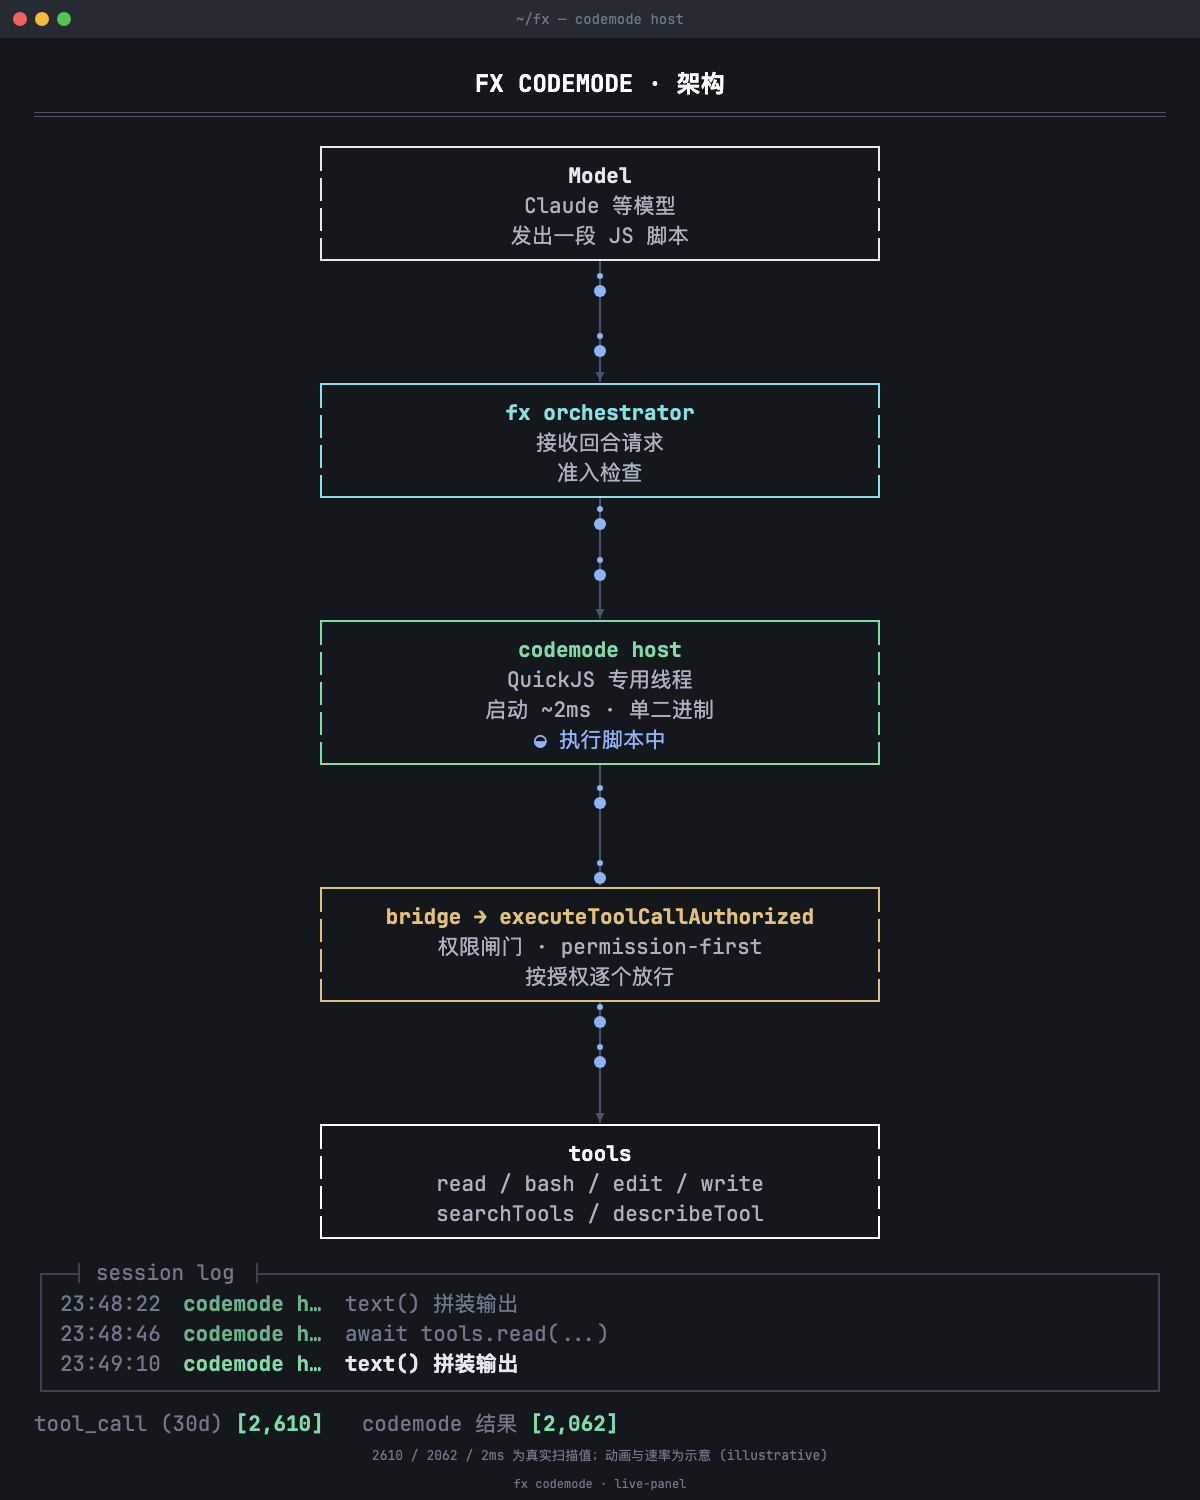 ~/fx — codemode host
FX CODEMODE · 架构
Model
Claude 等模型
发出一段 JS 脚本
fx orchestrator
接收回合请求
准入检查
codemode host
QuickJS 专用线程
启动 ~2ms · 单二进制
◒ 执行脚本中
bridge → executeToolCallAuthorized
权限闸门 · permission-first
按授权逐个放行
tools
read / bash / edit / write
searchTools / describeTool
session log
23:48:22 codemode h… text() 拼装输出
23:48:46 codemode h… await tools.read(...)
23:49:10 codemode h… text() 拼装输出
tool_call (30d) [2,610] codemode 结果 [2,062]
2610 / 2062 / 2ms 为真实扫描值; 动画与速率为示意 (illustrative)
fx codemode · live-panel